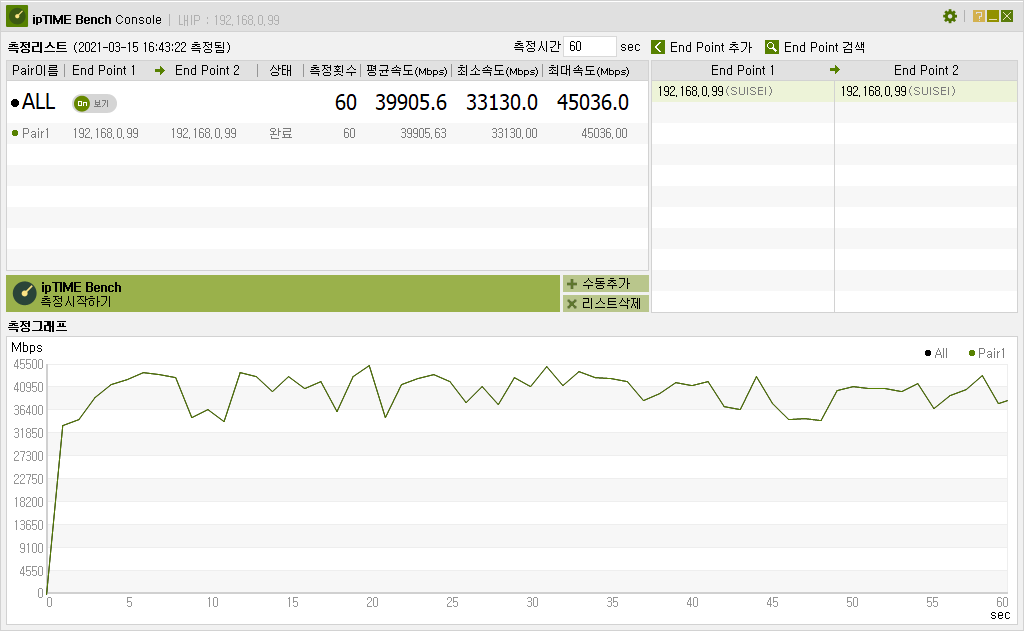 ipTIME Bench Console | 내IP : 192.168.0.99
측정리스트 (2021-03-15 16:43:22 측정됨) 측정시간 60 sec End Point 추가 End Point 검색
Pair이름 End Point 1 End Point 2 상태 측정횟수 평균속도(Mbps) 최소속도(Mbps) 최대속도(Mbps)
ALL On 보기 60 39905.6 33130.0 45036.0
Pair1 192.168.0.99 192.168.0.99 완료 60 39905.63 33130.00 45036.00
End Point 1 End Point 2
192.168.0.99(SUISEI) 192.168.0.99(SUISEI)
ipTIME Bench
측정시작하기
수동추가
리스트삭제
측정그래프
Mbps
All Pair1
45500
40950
36400
31850
27300
22750
18200
13650
9100
4550
0
0 5 10 15 20 25 30 35 40 45 50 55 60
sec